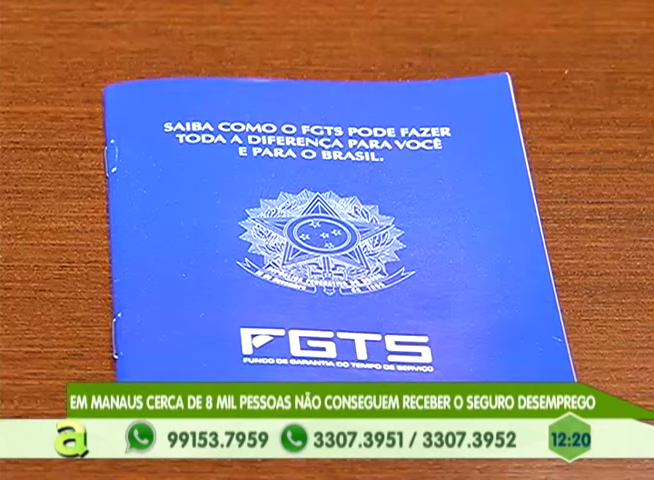 SAIBA COMO O FGTS PODE FAZER
TODA A DIFERENÇA PARA VOCÊ
E PARA O BRASIL.
FGTS
FUNDO DE GARANTIA DO TEMPO DE SERVIÇO
EM MANAUS CERCA DE 8 MIL PESSOAS NÃO CONSEGUEM RECEBER O SEGURO DESEMPREGO
a 99153.7959 3307.3951 / 3307.3952 12:20